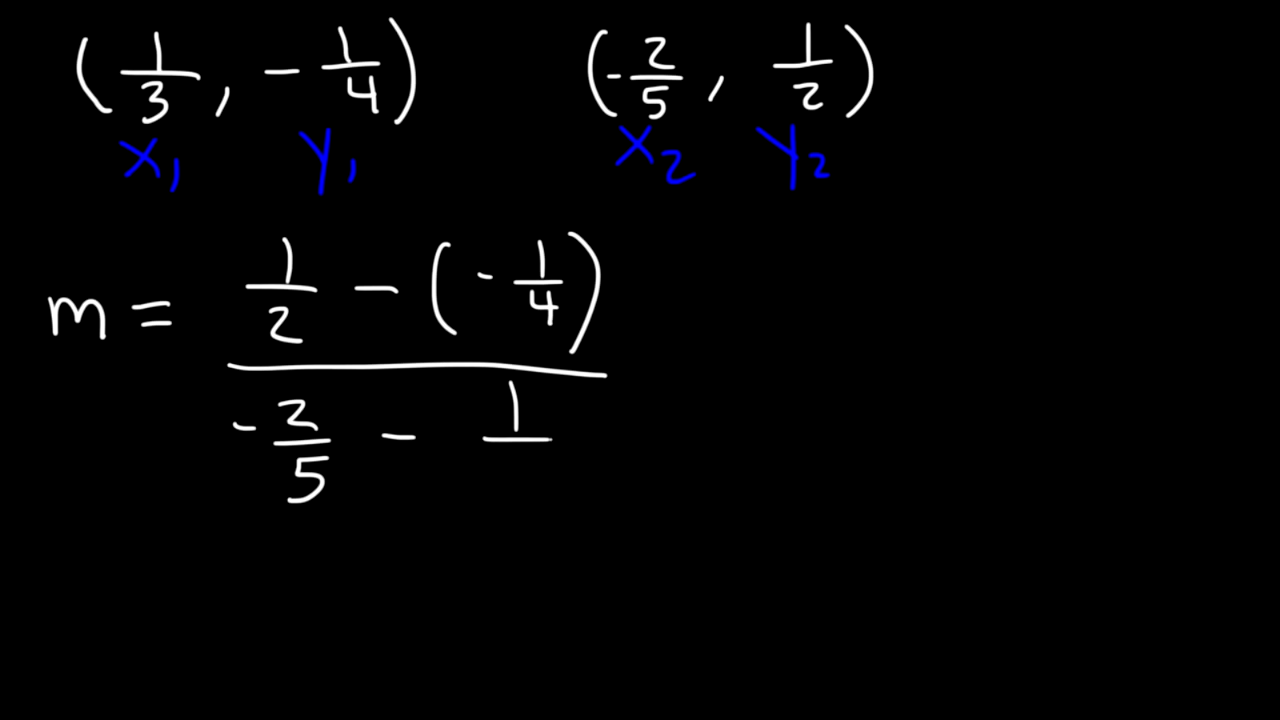 (1/3, -1/4) (-2/5, 1/2)
x₁ y₁ x₂ y₂
m = 1/2 - (-1/4)
-2/5 - 1/